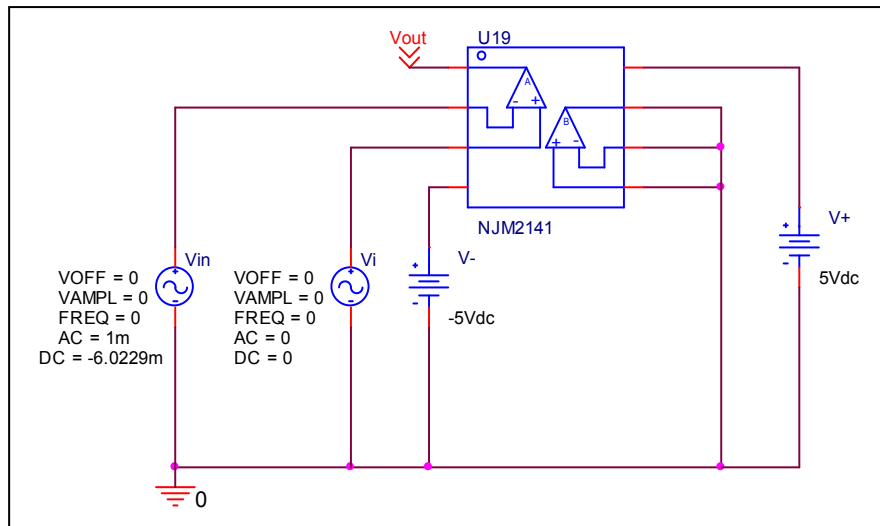 Vout
U19
A
- +
B
+ -
NJM2141
Vin
VOFF = 0
VAMPL = 0
FREQ = 0
AC = 1m
DC = -6.0229m
Vi
VOFF = 0
VAMPL = 0
FREQ = 0
AC = 0
DC = 0
V-
-5Vdc
V+
5Vdc
0